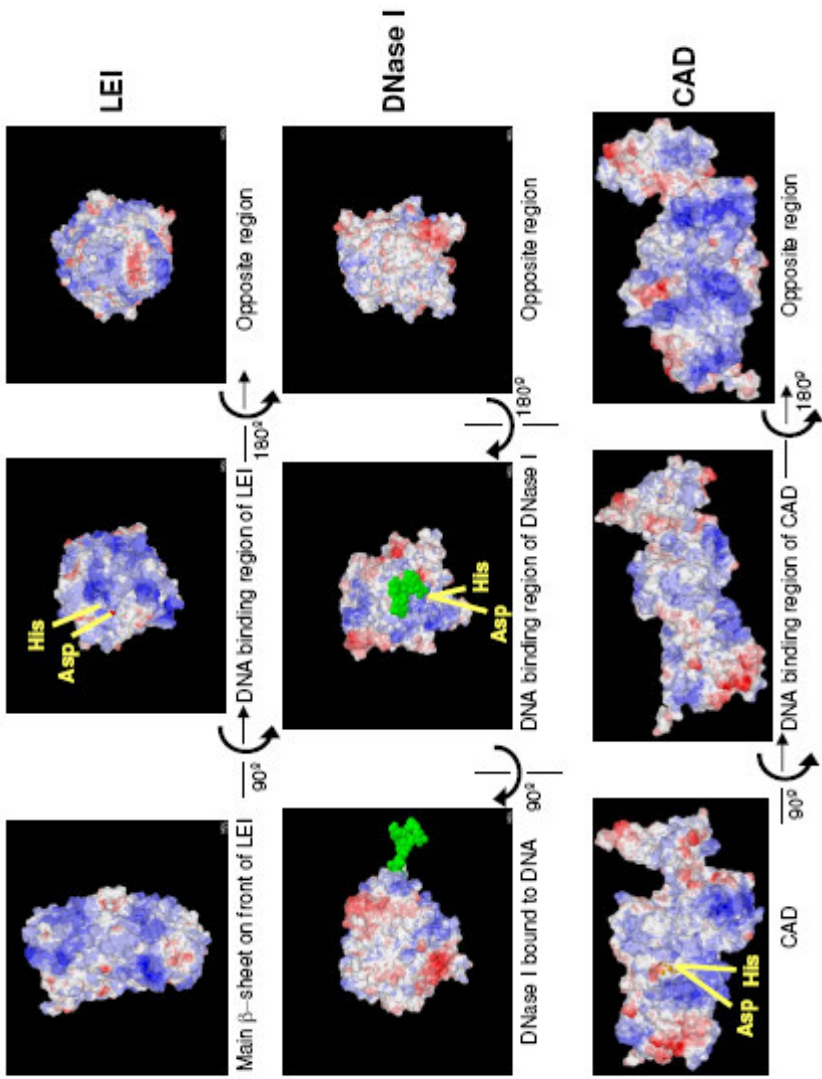 LEI
His
Asp
Main β-sheet on front of LEI
90º
DNA binding region of LEI
180º
Opposite region
DNase I
Asp
His
DNase I bound to DNA
90º
DNA binding region of DNase I
180º
Opposite region
CAD
Asp His
CAD
90º
DNA binding region of CAD
180º
Opposite region